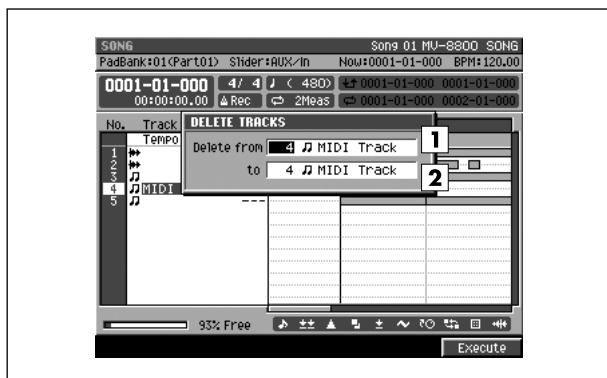 SONG
Song 01 MV-8800 SONG
PadBank:01(Part01) Slider:AUX/In Now:0001-01-000 BPM:120.00
0001-01-000 4/ 4 ♩ ( 480) 0001-01-000 0001-01-000
00:00:00.00 Rec 2Meas 0001-01-000 0002-01-000
No. Track
DELETE TRACKS
Tempo
Delete from 4 ♫ MIDI Track 1
to 4 ♫ MIDI Track 2
1
2
3 ♫
4 ♫MIDI
5 ♫ ---
93% Free
Execute